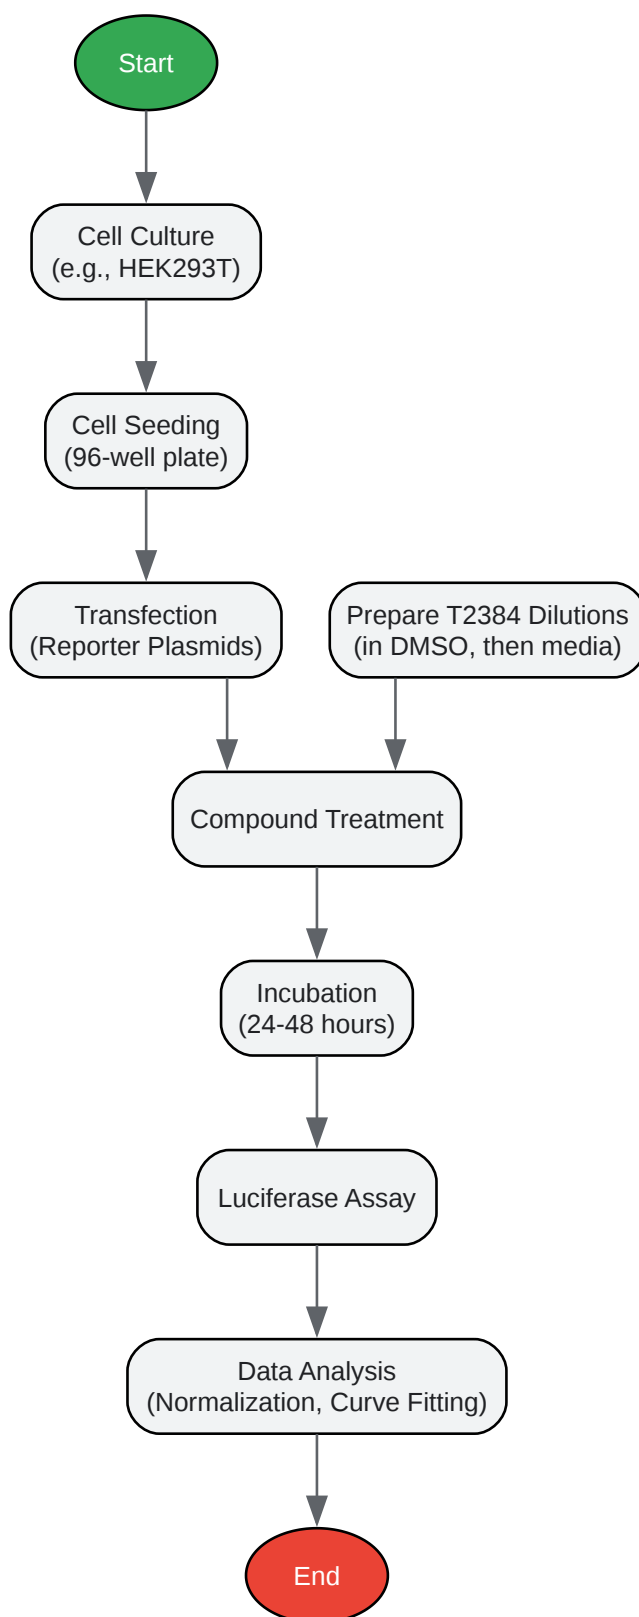 Start
Cell Culture
(e.g., HEK293T)
Cell Seeding
(96-well plate)
Transfection
(Reporter Plasmids)
Prepare T2384 Dilutions
(in DMSO, then media)
Compound Treatment
Incubation
(24-48 hours)
Luciferase Assay
Data Analysis
(Normalization, Curve Fitting)
End